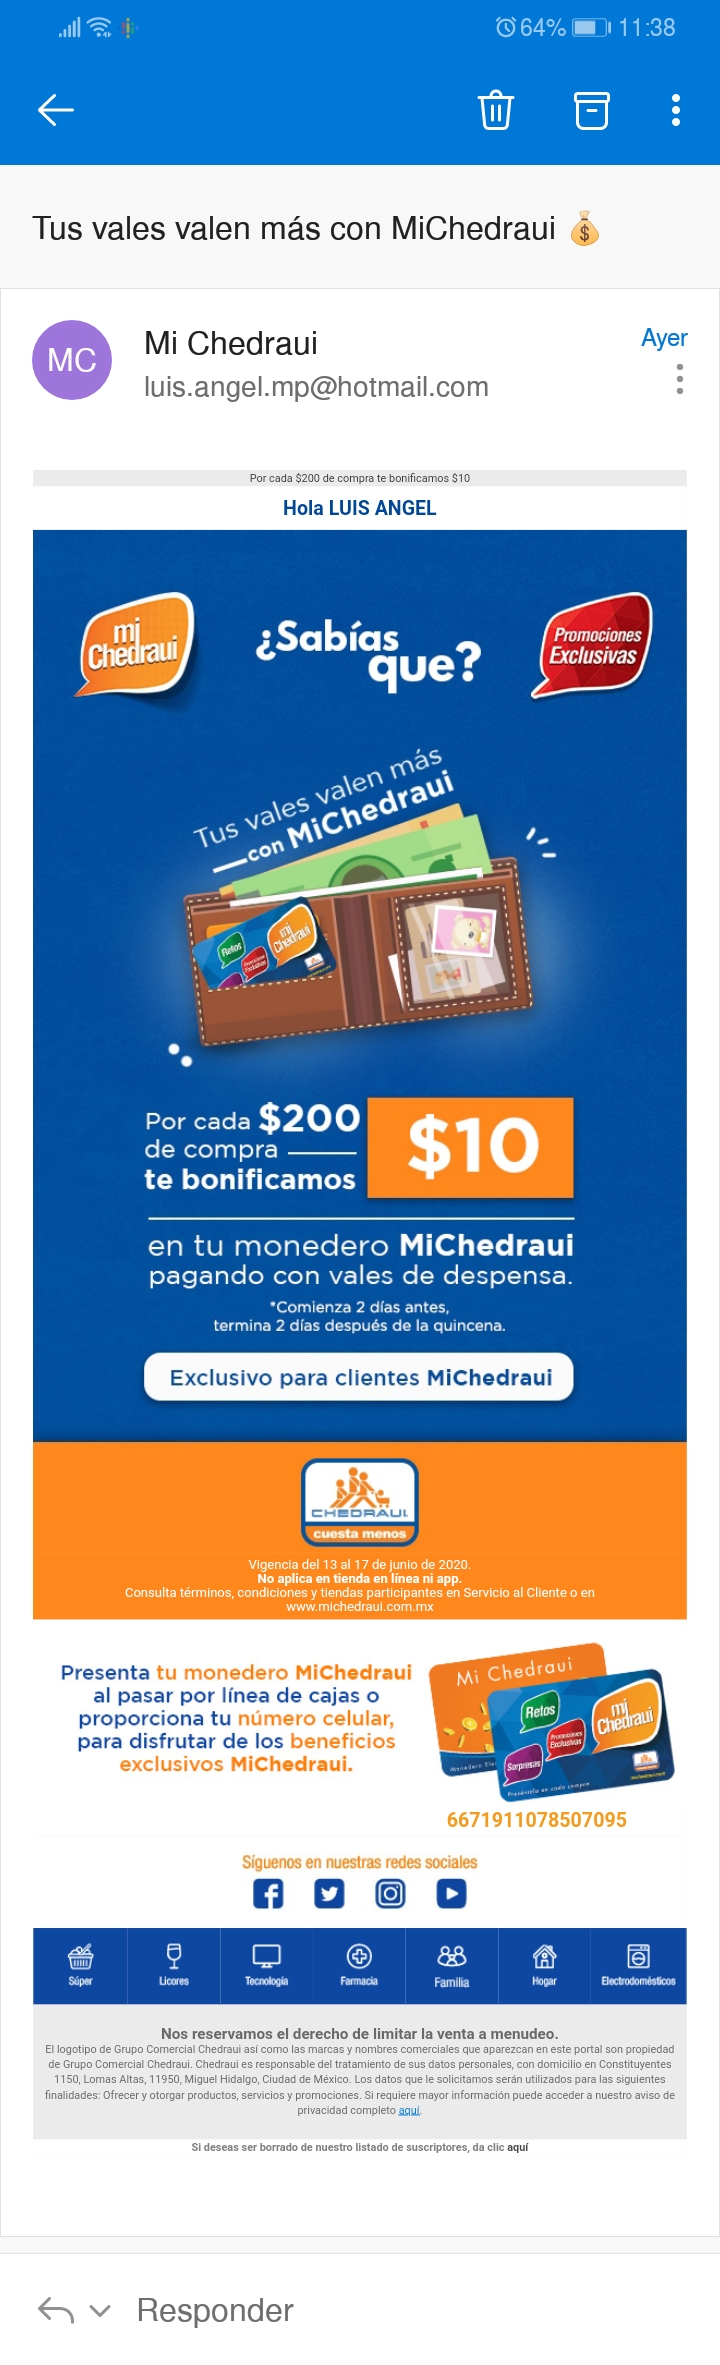 64% 11:38
Tus vales valen más con MiChedraui 💰
MC
Mi Chedraui
Ayer
luis.angel.mp@hotmail.com
Por cada $200 de compra te bonificamos $10
Hola LUIS ANGEL
mi
Chedraui
¿Sabías
que?
Promociones
Exclusivas
Tus vales valen más
con MiChedraui
Retos
Promociones
Exclusivas
mi
Chedraui
Por cada $200
de compra
te bonificamos
$10
en tu monedero MiChedraui
pagando con vales de despensa.
*Comienza 2 días antes,
termina 2 días después de la quincena.
Exclusivo para clientes MiChedraui
CHEDRAUI
cuesta menos
Vigencia del 13 al 17 de junio de 2020.
No aplica en tienda en línea ni app.
Consulta términos, condiciones y tiendas participantes en Servicio al Cliente o en
www.michedraui.com.mx
Presenta tu monedero MiChedraui
al pasar por línea de cajas o
proporciona tu número celular,
para disfrutar de los beneficios
exclusivos MiChedraui.
Mi Chedraui
Retos
Promociones
Exclusivas
mi
Chedraui
Sorpresas
6671911078507095
Síguenos en nuestras redes sociales
Súper
Licores
Tecnología
Farmacia
Familia
Hogar
Electrodomésticos
Nos reservamos el derecho de limitar la venta a menudeo.
El logotipo de Grupo Comercial Chedraui así como las marcas y nombres comerciales que aparezcan en este portal son propiedad
de Grupo Comercial Chedraui. Chedraui es responsable del tratamiento de sus datos personales, con domicilio en Constituyentes
1150, Lomas Altas, 11950, Miguel Hidalgo, Ciudad de México. Los datos que le solicitamos serán utilizados para las siguientes
finalidades: Ofrecer y otorgar productos, servicios y promociones. Si requiere mayor información puede acceder a nuestro aviso de
privacidad completo aquí.
Si deseas ser borrado de nuestro listado de suscriptores, da clic aquí
Responder